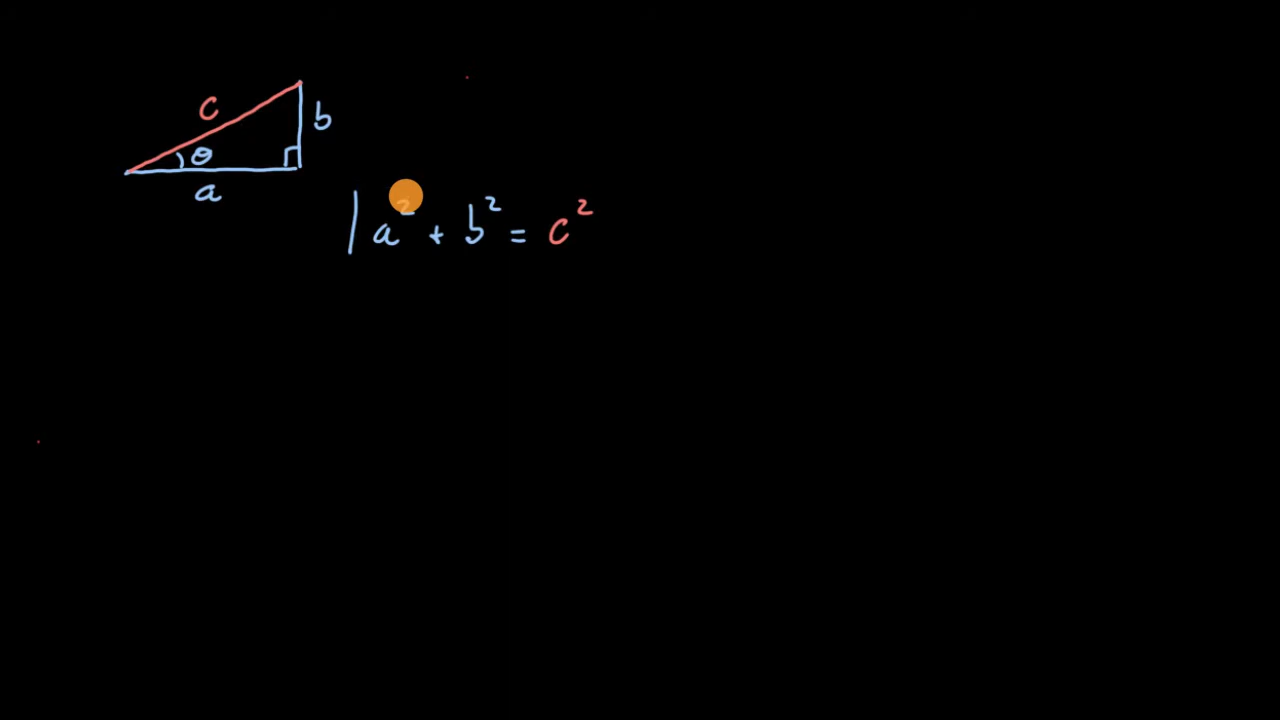 c
b
θ
a
| a² + b² = c²